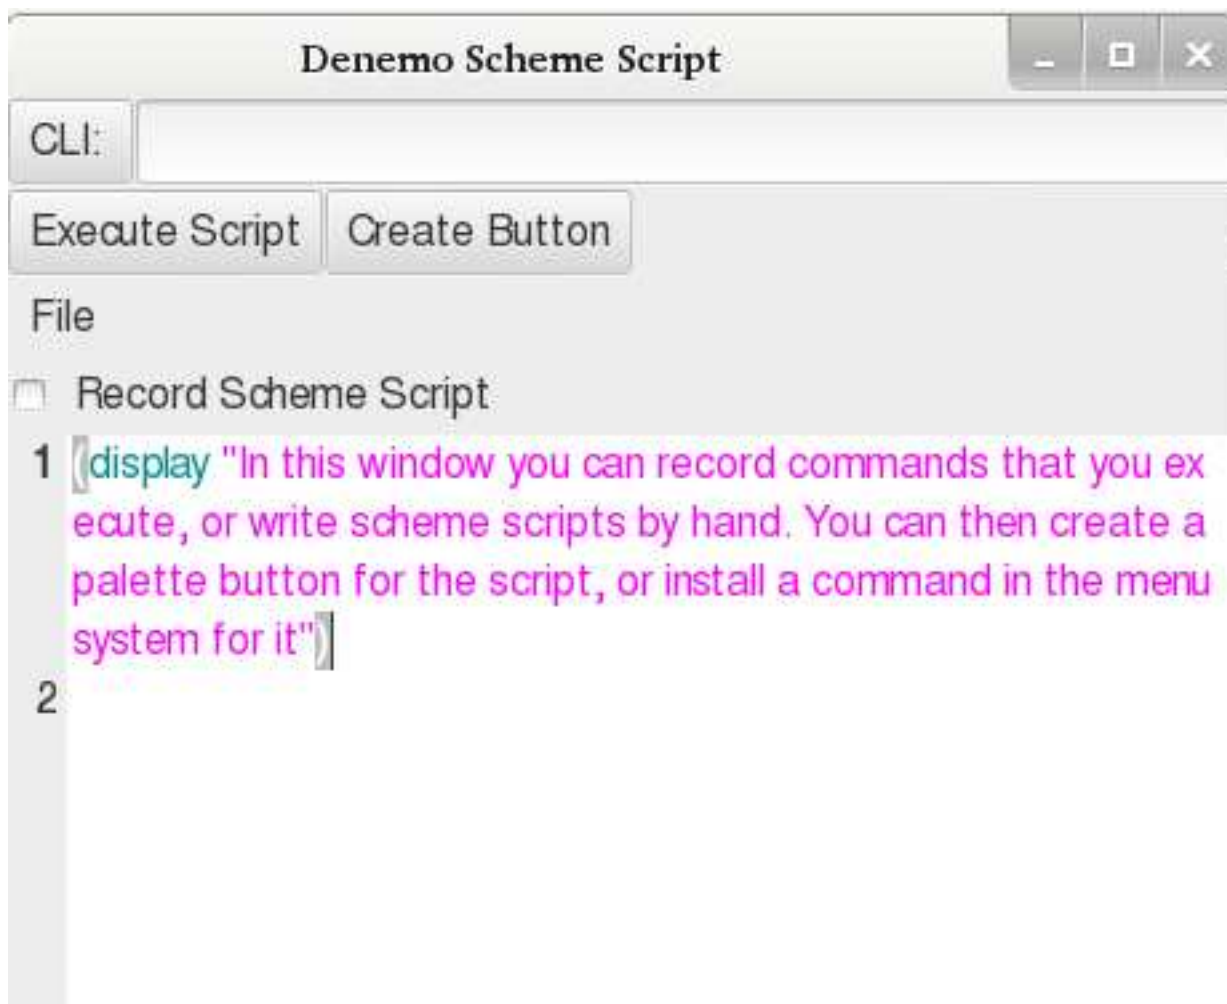 Denemo Scheme Script
CLI:
Execute Script Create Button
File
Record Scheme Script
1 (display "In this window you can record commands that you ex
ecute, or write scheme scripts by hand. You can then create a
palette button for the script, or install a command in the menu
system for it")
2